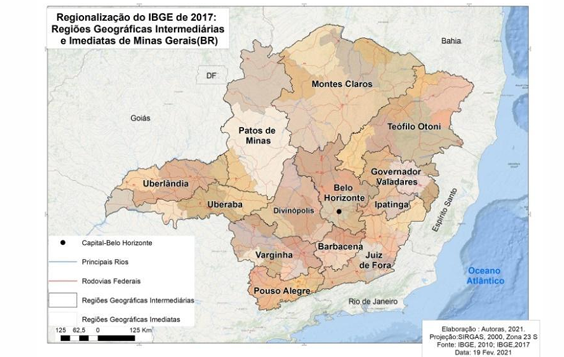 Regionalização do IBGE de 2017:
Regiões Geográficas Intermediárias
e Imediatas de Minas Gerais(BR)
Bahia
DF
Montes Claros
Goiás
Teófilo Otoni
Patos de
Minas
Governador
Valadares
Uberlândia
Belo
Horizonte
Ipatinga
Uberaba
Divinópolis
Espírito Santo
Barbacena
Varginha
Juiz
de Fora
Pouso Alegre
Oceano
Atlântico
Rio de Janeiro
Capital-Belo Horizonte
Principais Rios
Rodovias Federais
Regiões Geográficas Intermediárias
Regiões Geográficas Imediatas
125 62,5 0 125 Km
Elaboração : Autoras, 2021.
Projeção:SIRGAS, 2000, Zona 23 S
Fonte: IBGE, 2010; IBGE,2017
Data: 19 Fev. 2021